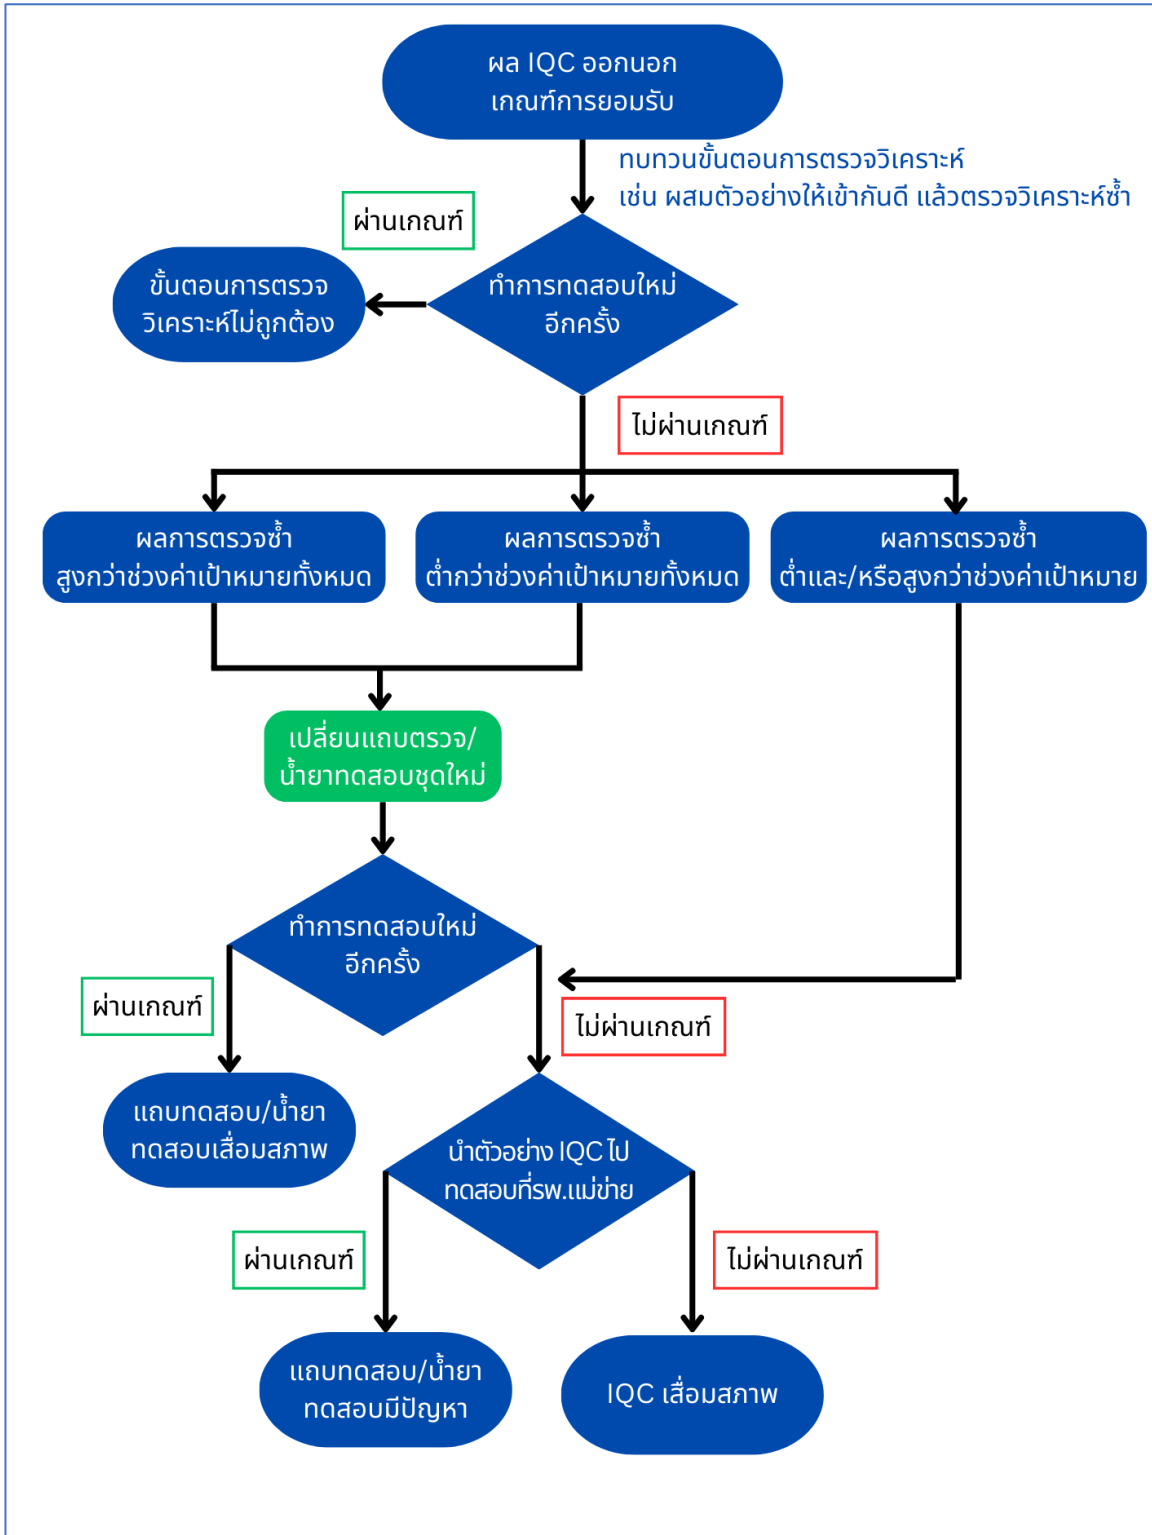 ผล IQC ออกนอก
เกณฑ์การยอมรับ
ทบทวนขั้นตอนการตรวจวิเคราะห์
เช่น ผสมตัวอย่างให้เข้ากันดี แล้วตรวจวิเคราะห์ซ้ำ
ผ่านเกณฑ์
ขั้นตอนการตรวจ
วิเคราะห์ไม่ถูกต้อง
ทำการทดสอบใหม่
อีกครั้ง
ไม่ผ่านเกณฑ์
ผลการตรวจซ้ำ
สูงกว่าช่วงค่าเป้าหมายทั้งหมด
ผลการตรวจซ้ำ
ต่ำกว่าช่วงค่าเป้าหมายทั้งหมด
ผลการตรวจซ้ำ
ต่ำและ/หรือสูงกว่าช่วงค่าเป้าหมาย
เปลี่ยนแถบตรวจ/
น้ำยาทดสอบชุดใหม่
ทำการทดสอบใหม่
อีกครั้ง
ผ่านเกณฑ์
ไม่ผ่านเกณฑ์
แถบทดสอบ/น้ำยา
ทดสอบเสื่อมสภาพ
นำตัวอย่าง IQC ไป
ทดสอบที่รพ.แม่ข่าย
ผ่านเกณฑ์
ไม่ผ่านเกณฑ์
แถบทดสอบ/น้ำยา
ทดสอบมีปัญหา
IQC เสื่อมสภาพ